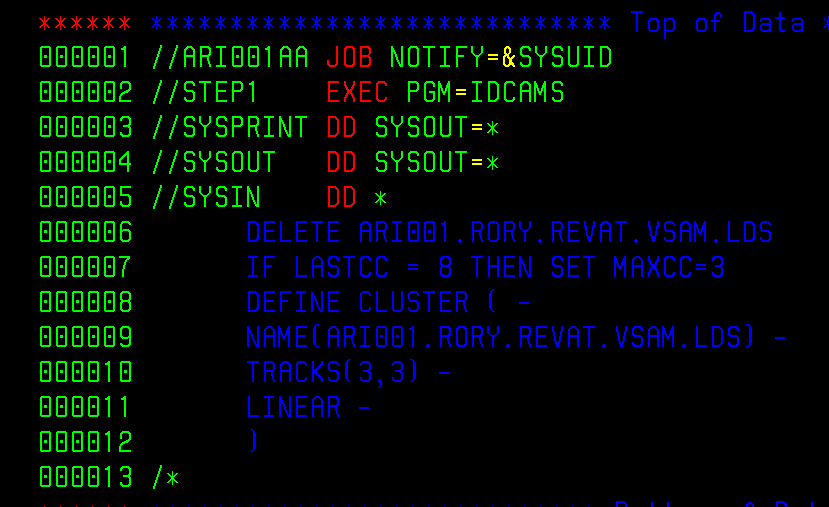 ****** ***************************** Top of Data *
000001 //ARI001AA JOB NOTIFY=&SYSUID
000002 //STEP1    EXEC PGM=IDCAMS
000003 //SYSPRINT DD SYSOUT=*
000004 //SYSOUT   DD SYSOUT=*
000005 //SYSIN    DD *
000006       DELETE ARI001.RORY.REVAT.VSAM.LDS
000007       IF LASTCC = 8 THEN SET MAXCC=3
000008       DEFINE CLUSTER ( -
000009       NAME(ARI001.RORY.REVAT.VSAM.LDS) -
000010       TRACKS(3,3) -
000011       LINEAR -
000012       )
000013 /*